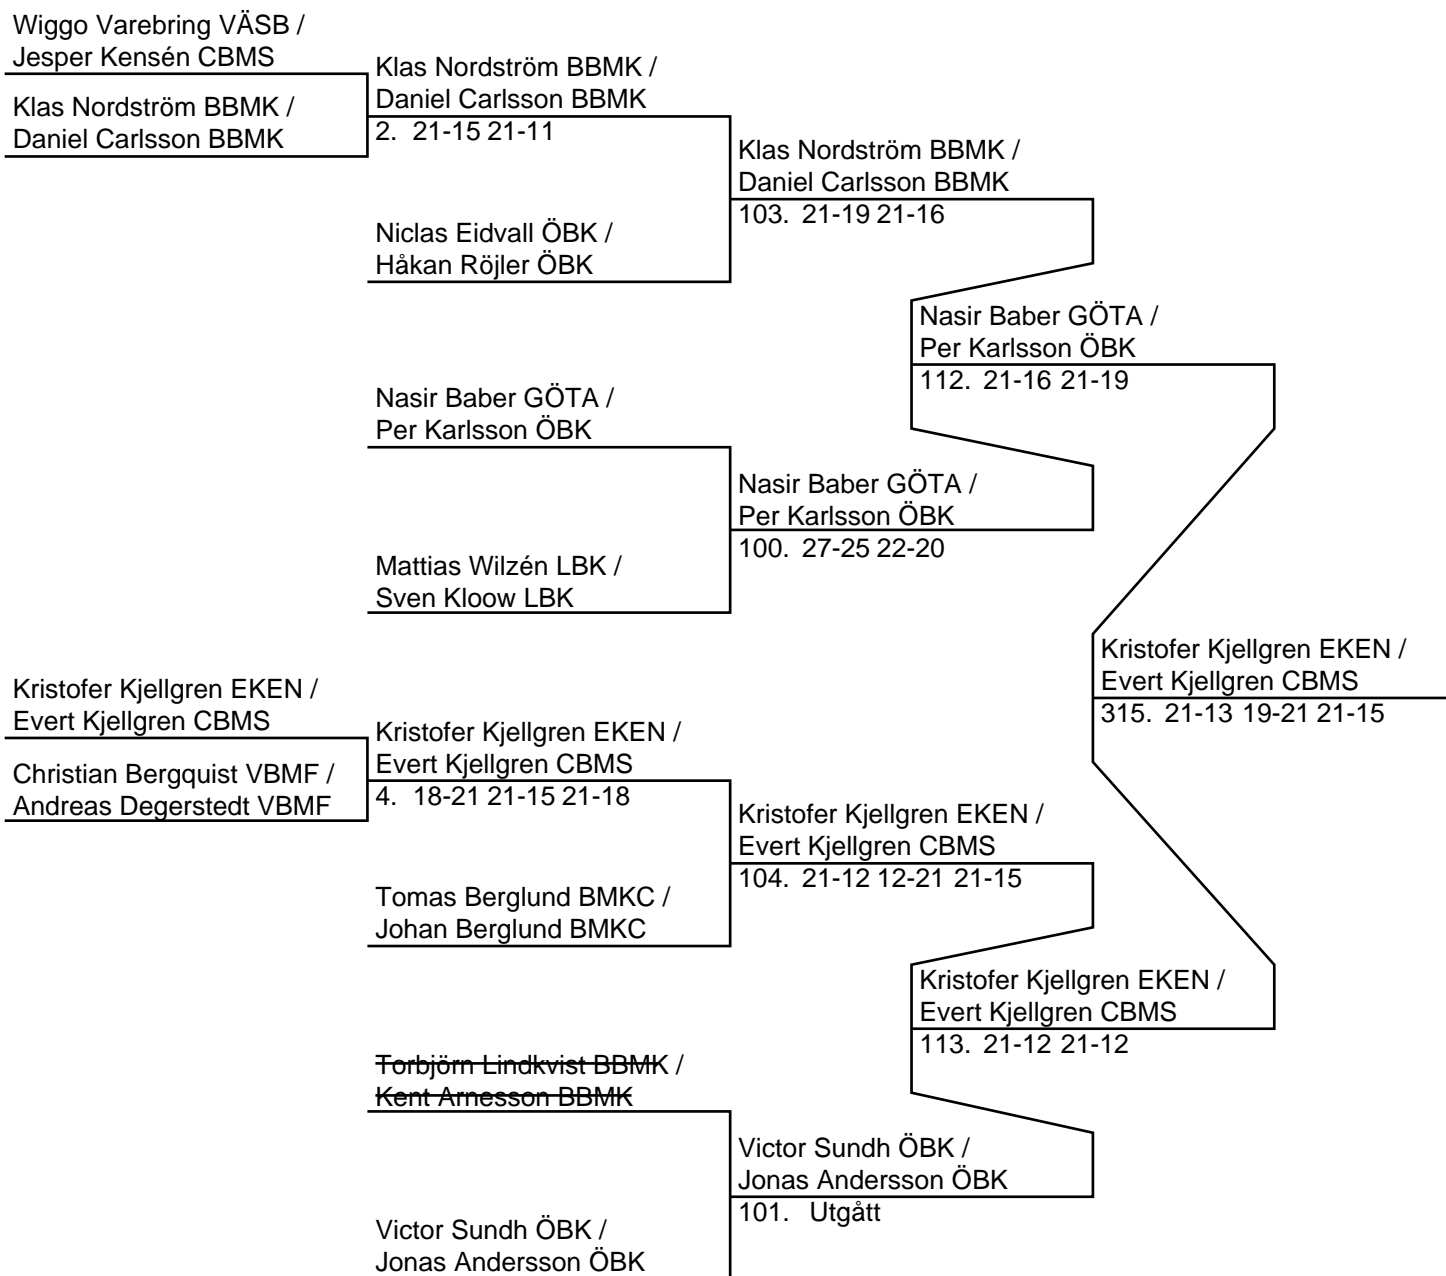 Wiggo Varebring VÄSB /
Jesper Kensén CBMS
Klas Nordström BBMK /
Daniel Carlsson BBMK
Klas Nordström BBMK /
Daniel Carlsson BBMK
2. 21-15 21-11
Niclas Eidvall ÖBK /
Håkan Röjler ÖBK
Klas Nordström BBMK /
Daniel Carlsson BBMK
103. 21-19 21-16
Nasir Baber GÖTA /
Per Karlsson ÖBK
112. 21-16 21-19
Nasir Baber GÖTA /
Per Karlsson ÖBK
Nasir Baber GÖTA /
Per Karlsson ÖBK
100. 27-25 22-20
Mattias Wilzén LBK /
Sven Kloow LBK
Kristofer Kjellgren EKEN /
Evert Kjellgren CBMS
315. 21-13 19-21 21-15
Kristofer Kjellgren EKEN /
Evert Kjellgren CBMS
Christian Bergquist VBMF /
Andreas Degerstedt VBMF
Kristofer Kjellgren EKEN /
Evert Kjellgren CBMS
4. 18-21 21-15 21-18
Kristofer Kjellgren EKEN /
Evert Kjellgren CBMS
104. 21-12 12-21 21-15
Tomas Berglund BMKC /
Johan Berglund BMKC
Kristofer Kjellgren EKEN /
Evert Kjellgren CBMS
113. 21-12 21-12
Torbjörn Lindkvist BBMK /
Kent Arnesson BBMK
Victor Sundh ÖBK /
Jonas Andersson ÖBK
101. Utgått
Victor Sundh ÖBK /
Jonas Andersson ÖBK